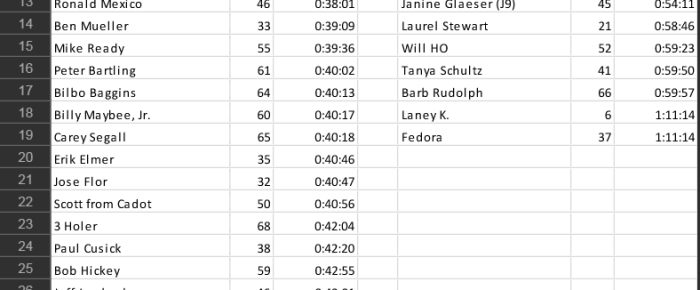 13 Ronald Mexico 46 0:38:01 Janine Glaeser (J9) 45 0:54:11
14 Ben Mueller 33 0:39:09 Laurel Stewart 21 0:58:46
15 Mike Ready 55 0:39:36 Will HO 52 0:59:23
16 Peter Bartling 61 0:40:02 Tanya Schultz 41 0:59:50
17 Bilbo Baggins 64 0:40:13 Barb Rudolph 66 0:59:57
18 Billy Maybee, Jr. 60 0:40:17 Laney K. 6 1:11:14
19 Carey Segall 65 0:40:18 Fedora 37 1:11:14
20 Erik Elmer 35 0:40:46
21 Jose Flor 32 0:40:47
22 Scott from Cadot 50 0:40:56
23 3 Holer 68 0:42:04
24 Paul Cusick 38 0:42:20
25 Bob Hickey 59 0:42:55